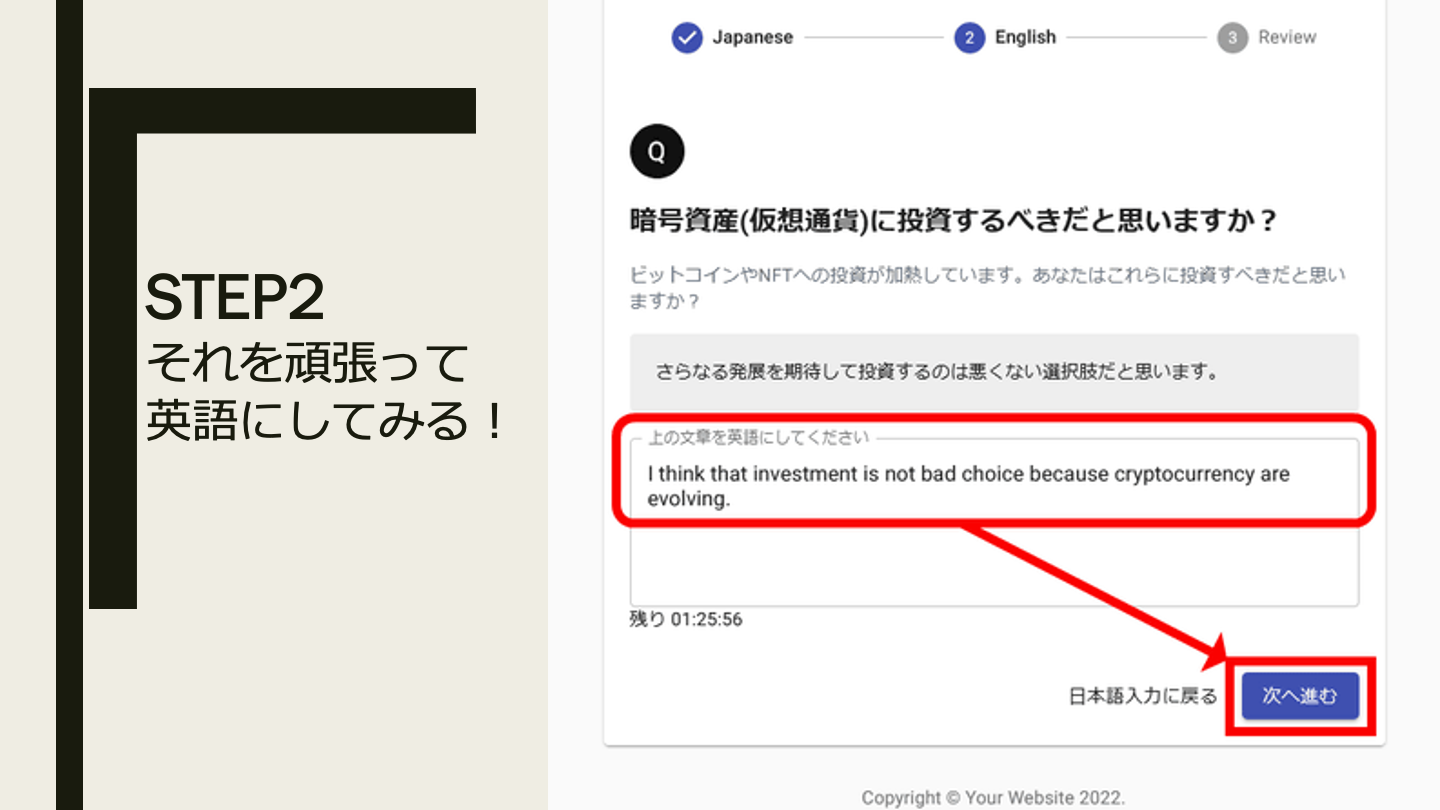 STEP2
それを頑張って
英語にしてみる！
Japanese
2
English
3
Review
Q
暗号資産(仮想通貨)に投資するべきだと思いますか？
ビットコインやNFTへの投資が加熱しています。あなたはこれらに投資すべきだと思い
ますか？
さらなる発展を期待して投資するのは悪くない選択肢だと思います。
上の文章を英語にしてください
I think that investment is not bad choice because cryptocurrency are
evolving.
残り 01:25:56
日本語入力に戻る
次へ進む
Copyright © Your Website 2022.